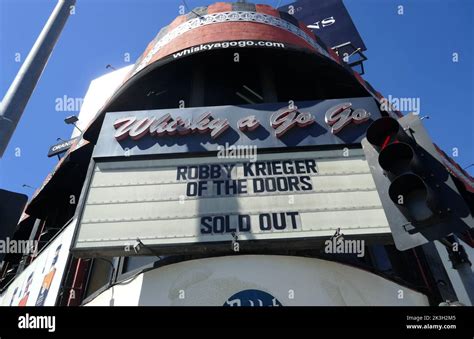 whiskyagogo.com
Whisky a Go Go
ROBBY KRIEGER
OF THE DOORS
SOLD OUT
alamy
Image ID: 2K3H2M5
www.alamy.com